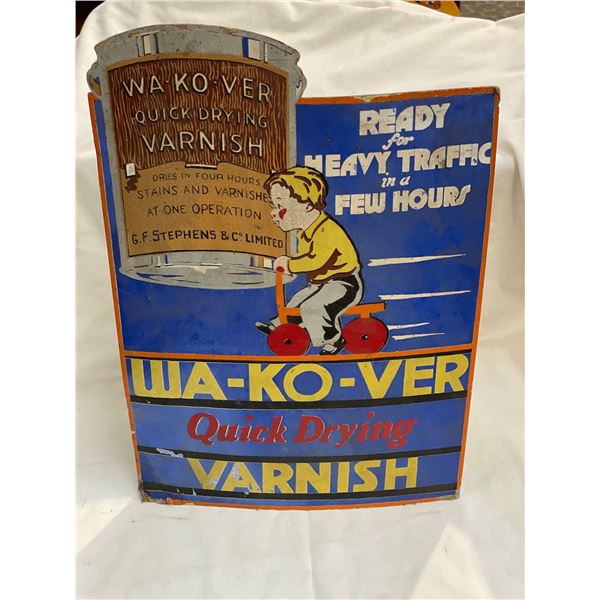 WA-KO-VER
QUICK DRYING
VARNISH
DRIES IN FOUR HOURS
STAINS AND VARNISHES
AT ONE OPERATION
G.F. STEPHENS & Co LIMITED
READY
for
HEAVY TRAFFIC
in a
FEW HOURS
WA-KO-VER
Quick Drying
VARNISH